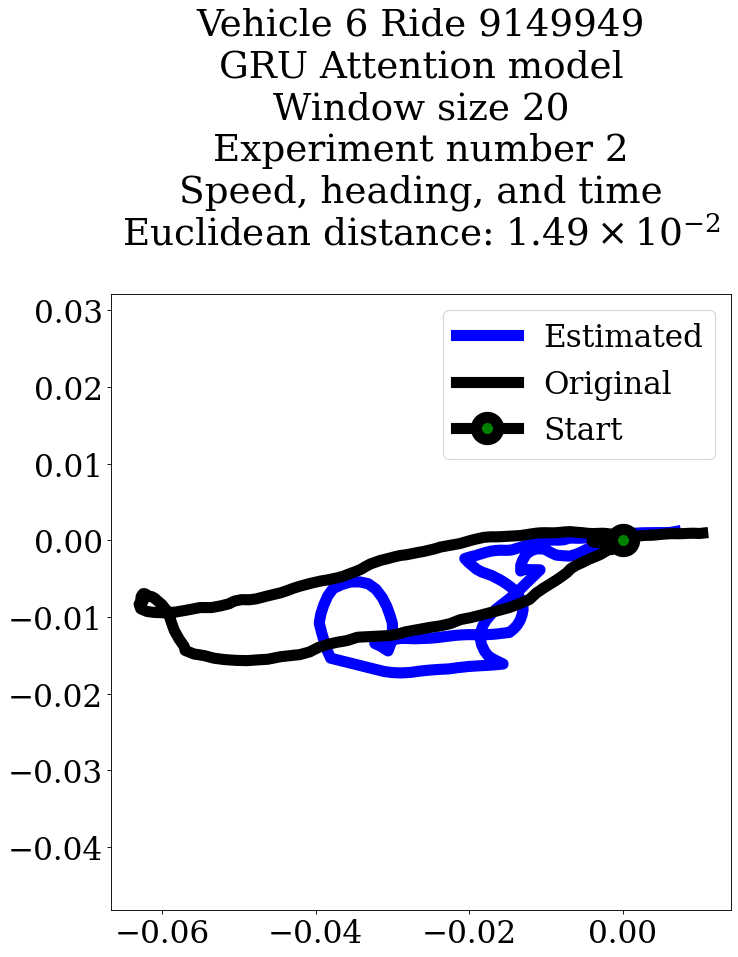 Vehicle 6 Ride 9149949
GRU Attention model
Window size 20
Experiment number 2
Speed, heading, and time
Euclidean distance: 1.49 × 10⁻²
Estimated
Original
Start
0.03
0.02
0.01
0.00
−0.01
−0.02
−0.03
−0.04
−0.06
−0.04
−0.02
0.00